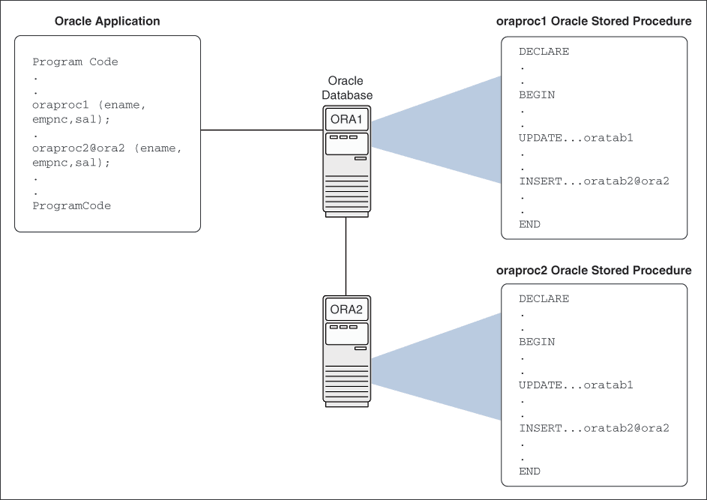 Oracle Application
Program Code
.
.
oraproc1 (ename,
empnc,sal);
.
oraproc2@ora2 (ename,
empnc,sal);
.
.
ProgramCode
Oracle
Database
ORA1
ORA2
oraproc1 Oracle Stored Procedure
DECLARE
.
.
BEGIN
.
.
UPDATE...oratab1
.
.
INSERT...oratab2@ora2
.
.
END
oraproc2 Oracle Stored Procedure
DECLARE
.
.
BEGIN
.
.
UPDATE...oratab1
.
.
INSERT...oratab2@ora2
.
.
END